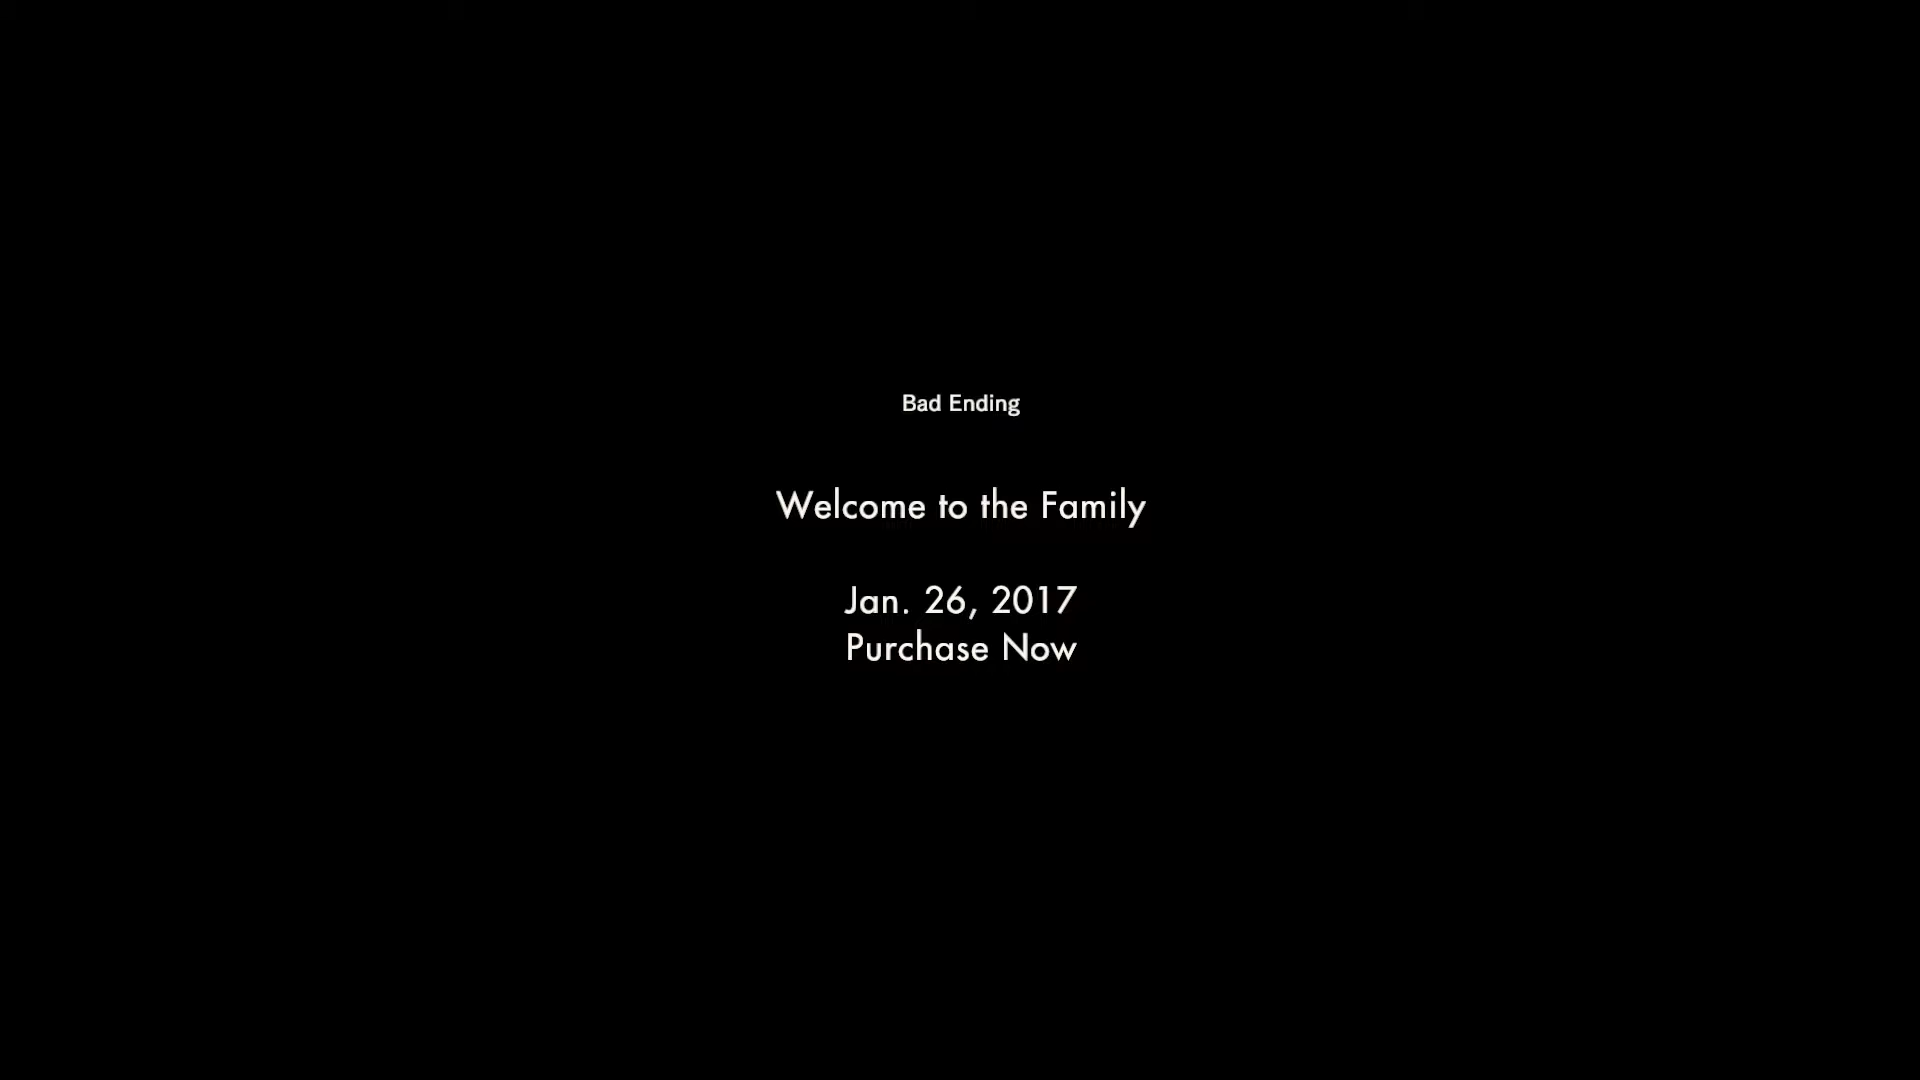 Bad Ending
Welcome to the Family
Jan. 26, 2017
Purchase Now